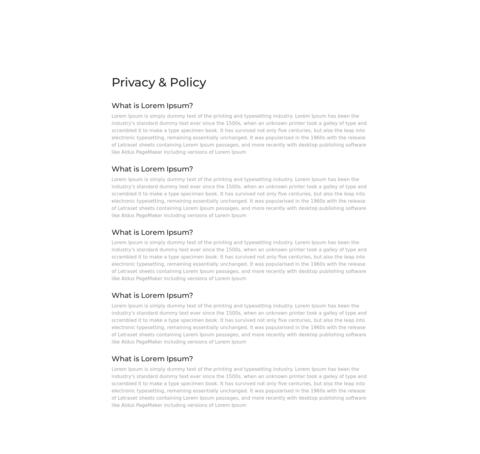 Privacy & Policy
What is Lorem Ipsum?
Lorem Ipsum is simply dummy text of the printing and typesetting industry. Lorem Ipsum has been the
industry's standard dummy text ever since the 1500s, when an unknown printer took a galley of type and
scrambled it to make a type specimen book. It has survived not only five centuries, but also the leap into
electronic typesetting, remaining essentially unchanged. It was popularised in the 1960s with the release
of Letraset sheets containing Lorem Ipsum passages, and more recently with desktop publishing software
like Aldus PageMaker including versions of Lorem Ipsum
What is Lorem Ipsum?
Lorem Ipsum is simply dummy text of the printing and typesetting industry. Lorem Ipsum has been the
industry's standard dummy text ever since the 1500s, when an unknown printer took a galley of type and
scrambled it to make a type specimen book. It has survived not only five centuries, but also the leap into
electronic typesetting, remaining essentially unchanged. It was popularised in the 1960s with the release
of Letraset sheets containing Lorem Ipsum passages, and more recently with desktop publishing software
like Aldus PageMaker including versions of Lorem Ipsum
What is Lorem Ipsum?
Lorem Ipsum is simply dummy text of the printing and typesetting industry. Lorem Ipsum has been the
industry's standard dummy text ever since the 1500s, when an unknown printer took a galley of type and
scrambled it to make a type specimen book. It has survived not only five centuries, but also the leap into
electronic typesetting, remaining essentially unchanged. It was popularised in the 1960s with the release
of Letraset sheets containing Lorem Ipsum passages, and more recently with desktop publishing software
like Aldus PageMaker including versions of Lorem Ipsum
What is Lorem Ipsum?
Lorem Ipsum is simply dummy text of the printing and typesetting industry. Lorem Ipsum has been the
industry's standard dummy text ever since the 1500s, when an unknown printer took a galley of type and
scrambled it to make a type specimen book. It has survived not only five centuries, but also the leap into
electronic typesetting, remaining essentially unchanged. It was popularised in the 1960s with the release
of Letraset sheets containing Lorem Ipsum passages, and more recently with desktop publishing software
like Aldus PageMaker including versions of Lorem Ipsum
What is Lorem Ipsum?
Lorem Ipsum is simply dummy text of the printing and typesetting industry. Lorem Ipsum has been the
industry's standard dummy text ever since the 1500s, when an unknown printer took a galley of type and
scrambled it to make a type specimen book. It has survived not only five centuries, but also the leap into
electronic typesetting, remaining essentially unchanged. It was popularised in the 1960s with the release
of Letraset sheets containing Lorem Ipsum passages, and more recently with desktop publishing software
like Aldus PageMaker including versions of Lorem Ipsum